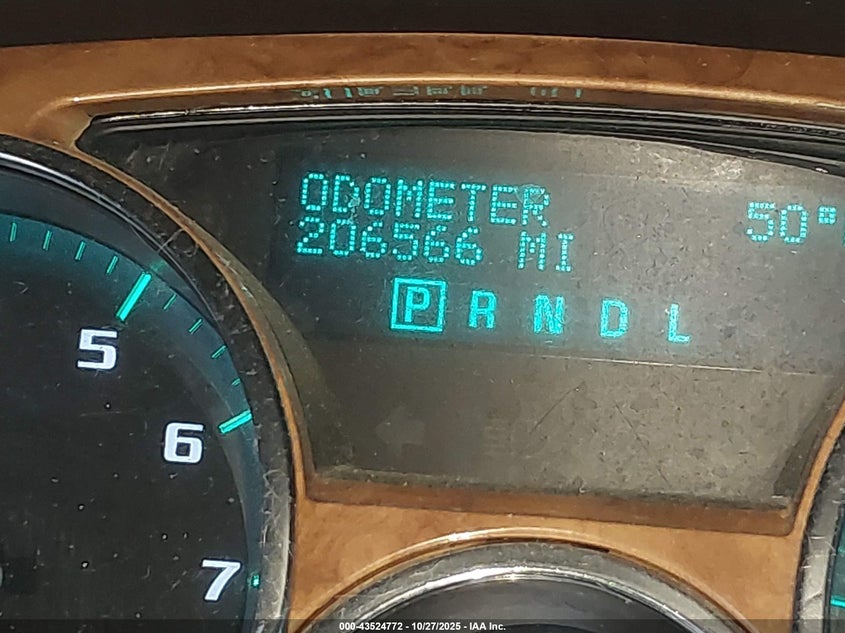 ODOMETER
50°
206566 MI
P R N D L
5
6
7
000-43524772 - 10/27/2025 - IAA Inc.